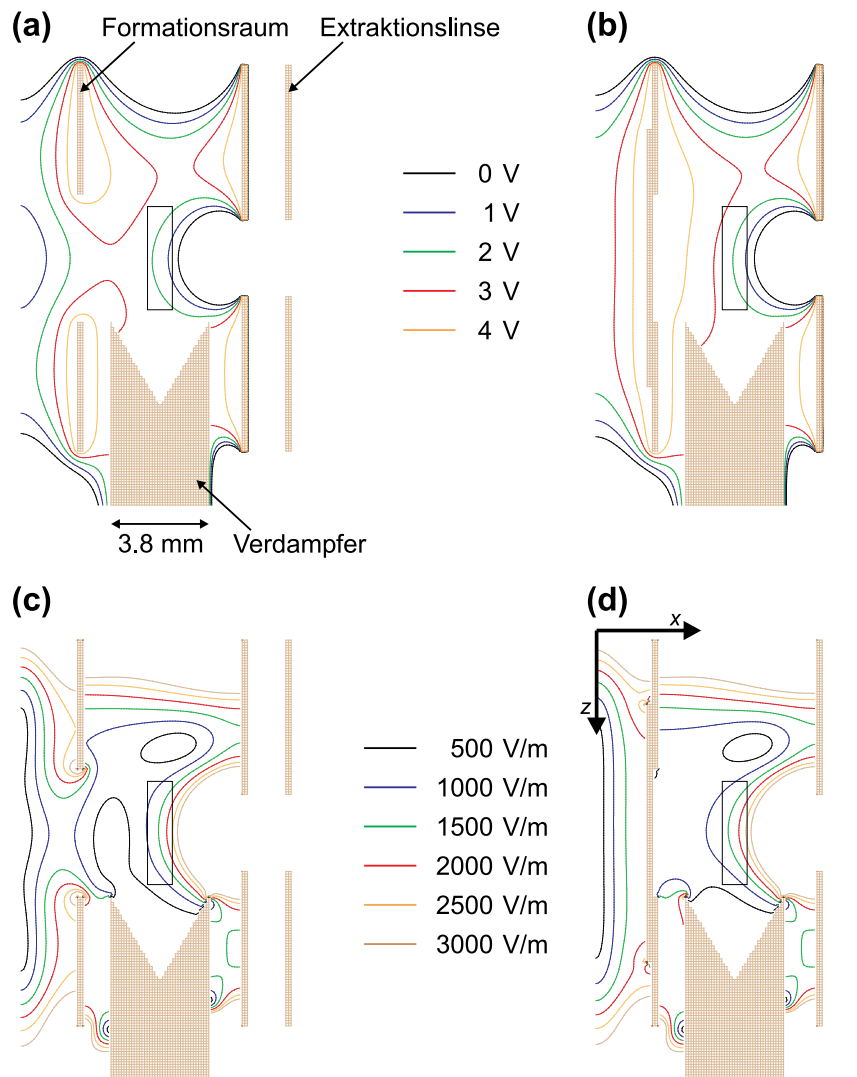 (a)
Formationsraum
Extraktionslinse
(b)
0 V
1 V
2 V
3 V
4 V
3.8 mm
Verdampfer
(c)
(d)
x
z
500 V/m
1000 V/m
1500 V/m
2000 V/m
2500 V/m
3000 V/m